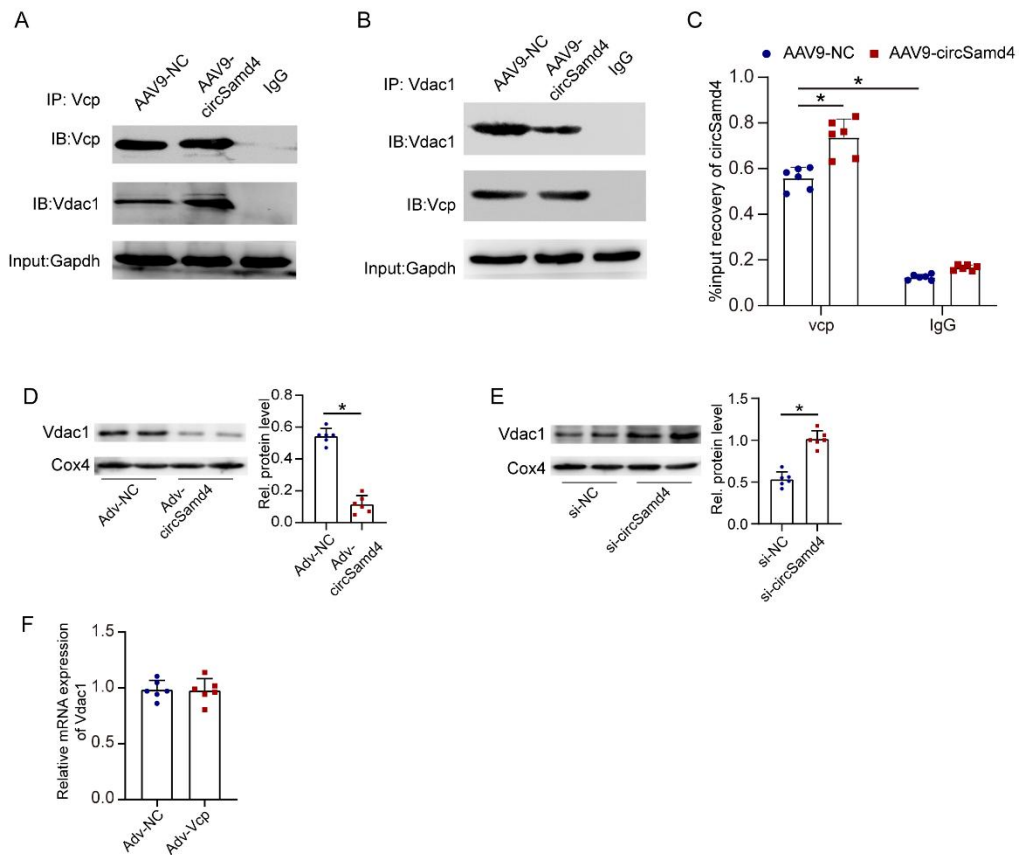 A
IP: Vcp
AAV9-NC
AAV9-
circSamd4
IgG
IB:Vcp
IB:Vdac1
Input:Gapdh
B
IP: Vdac1
AAV9-NC
AAV9-
circSamd4
IgG
IB:Vdac1
IB:Vcp
Input:Gapdh
C
AAV9-NC
AAV9-circSamd4
%input recovery of circSamd4
1.0
0.8
0.6
0.4
0.2
0.0
*
*
vcp
IgG
D
Vdac1
Cox4
Adv-NC
Adv-
circSamd4
Rel. protein level
0.8
0.6
0.4
0.2
0.0
*
Adv-NC
Adv-
circSamd4
E
Vdac1
Cox4
si-NC
si-circSamd4
Rel. protein level
1.5
1.0
0.5
0.0
*
si-NC
si-circSamd4
F
Relative mRNA expression
of Vdac1
1.5
1.0
0.5
0.0
Adv-NC
Adv-Vcp